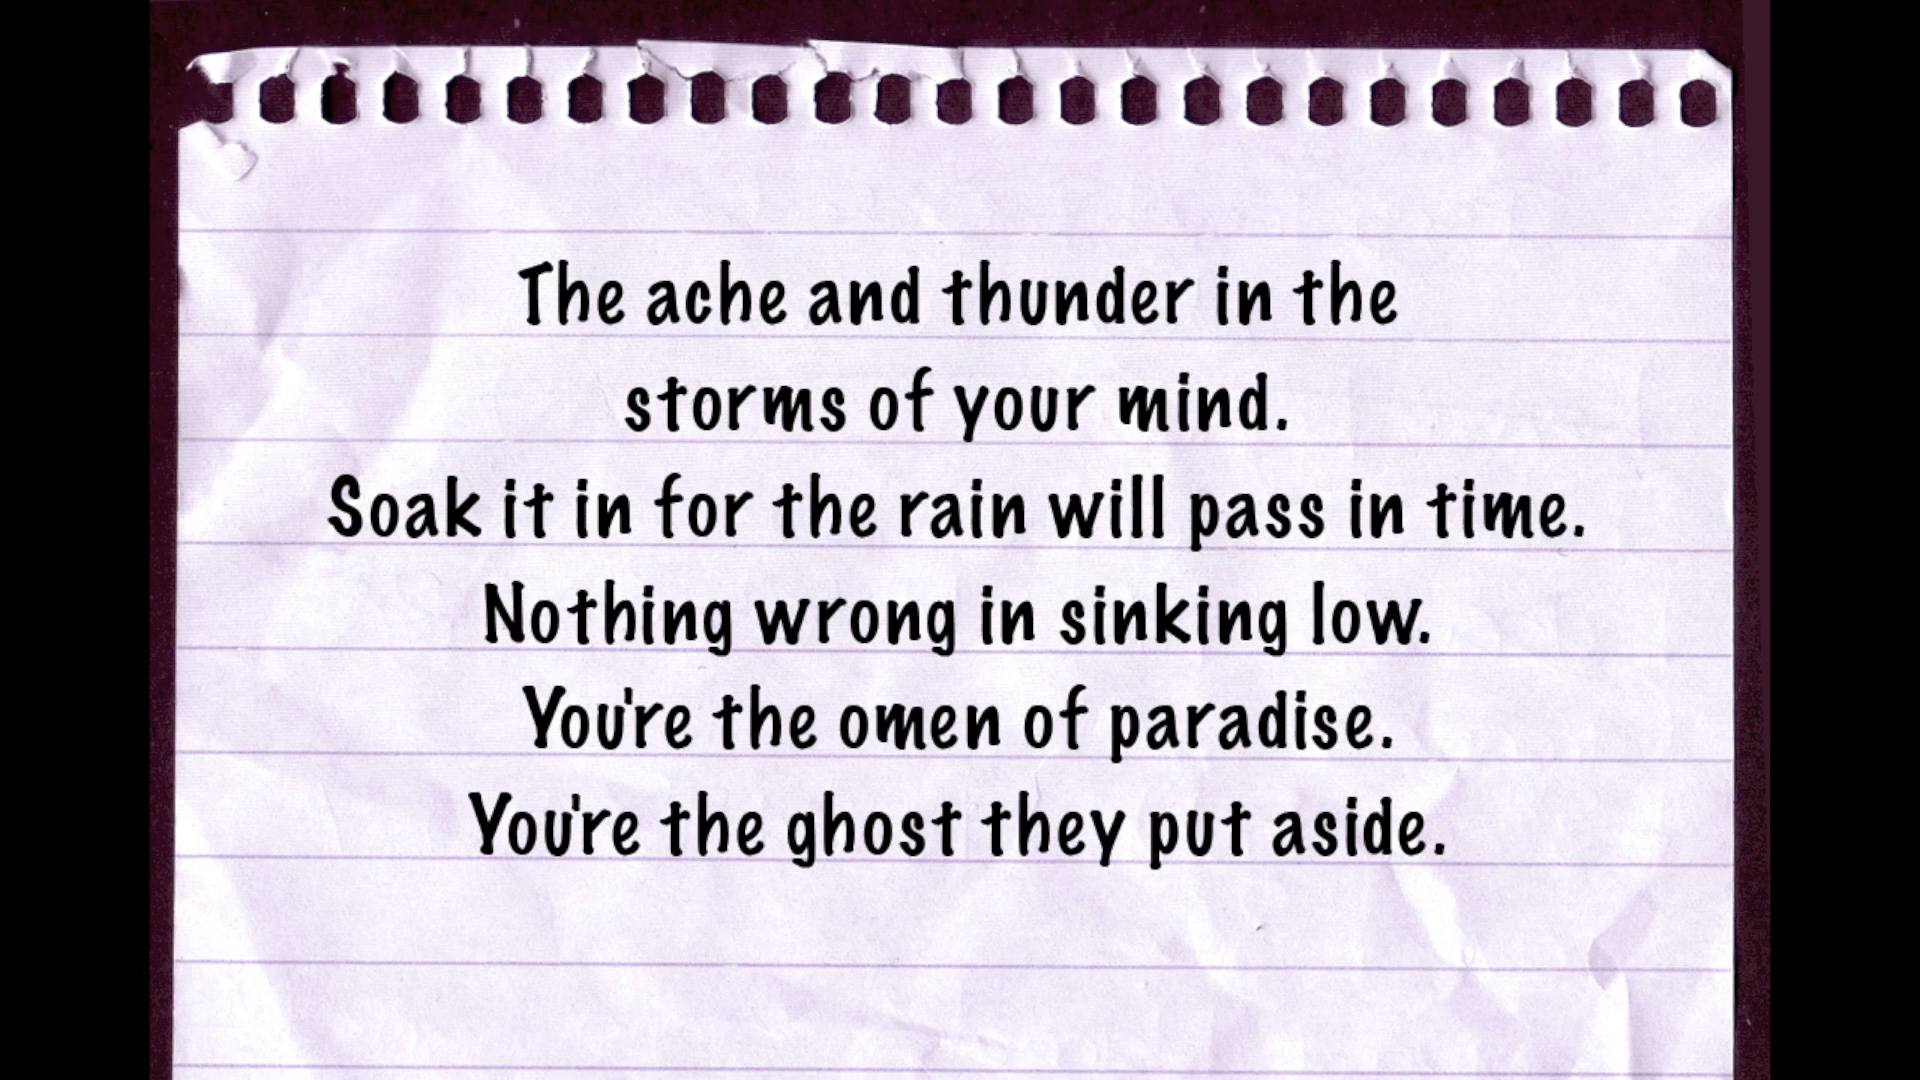 The ache and thunder in the
storms of your mind.
Soak it in for the rain will pass in time.
Nothing wrong in sinking low.
You're the omen of paradise.
You're the ghost they put aside.